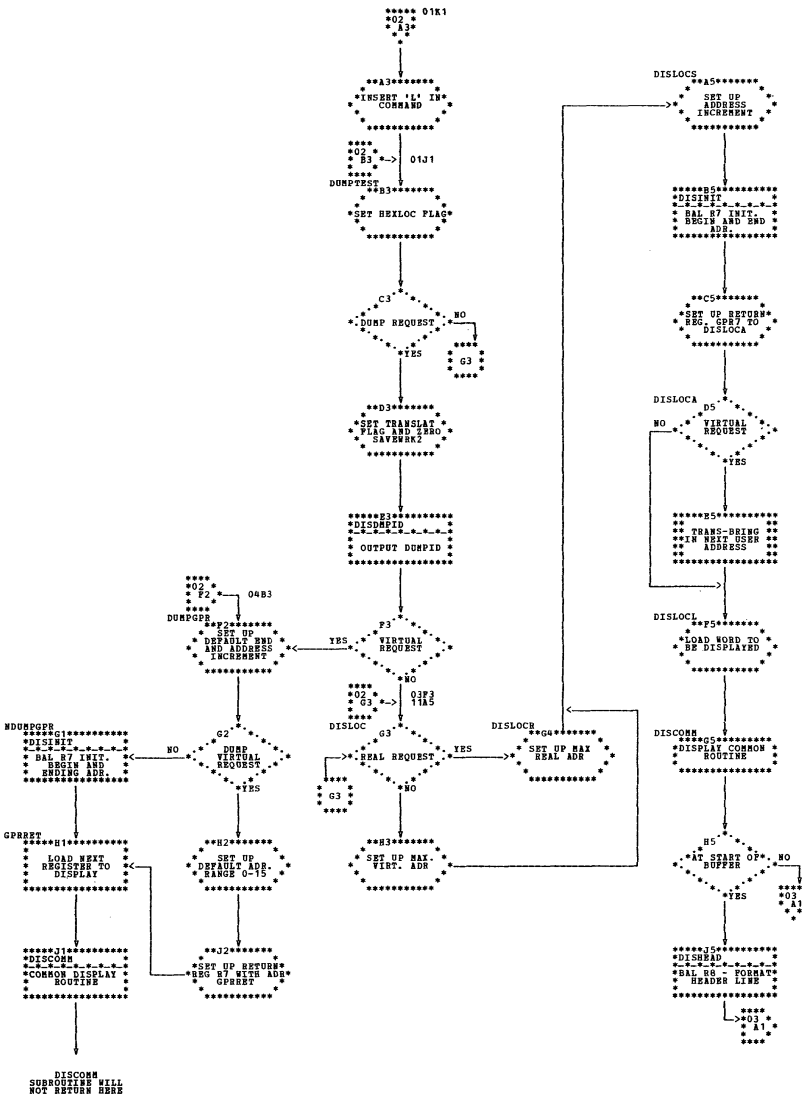 01K1
02
A3
A3
INSERT 'L' IN
COMMAND
02
B3
01J1
DUMPTEST
B3
SET HEXLOC FLAG
C3
DUMP REQUEST
NO
G3
YES
D3
SET TRANSLAT
FLAG AND ZERO
SAVEWRK2
E3
DISDMPID
OUTPUT DUMPID
02
F2
04B3
DUMPGPR
F2
SET UP
DEFAULT END
AND ADDRESS
INCREMENT
YES
F3
VIRTUAL
REQUEST
NO
02
G3
03F3
11A5
NDUMPGPR
G1
DISINIT
BAL R7 INIT.
BEGIN AND
ENDING ADR.
NO
G2
DUMP
VIRTUAL
REQUEST
YES
DISLOC
G3
REAL REQUEST
YES
G3
NO
DISLOCR
G4
SET UP MAX
REAL ADR
GPRRET
H1
LOAD NEXT
REGISTER TO
DISPLAY
H2
SET UP
DEFAULT ADR.
RANGE 0-15
H3
SET UP MAX.
VIRT. ADR
J1
DISCOMM
COMMON DISPLAY
ROUTINE
J2
SET UP RETURN
REG R7 WITH ADR
GPRRET
DISCOMM
SUBROUTINE WILL
NOT RETURN HERE
DISLOCS
A5
SET UP
ADDRESS
INCREMENT
B5
DISINIT
BAL R7 INIT.
BEGIN AND END
ADR.
C5
SET UP RETURN
REG. GPR7 TO
DISLOCA
DISLOCA
D5
NO
VIRTUAL
REQUEST
YES
E5
TRANS-BRING
IN NEXT USER
ADDRESS
DISLOCL
F5
LOAD WORD TO
BE DISPLAYED
DISCOMM
G5
DISPLAY COMMON
ROUTINE
H5
AT START OF
BUFFER
NO
03
A1
YES
J5
DISHEAD
BAL R8 - FORMAT
HEADER LINE
03
A1